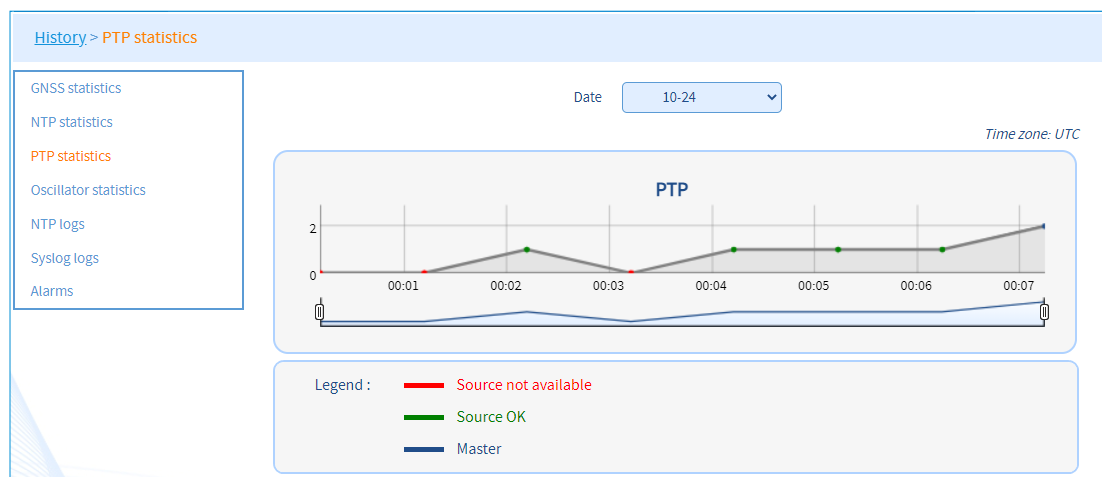 History > PTP statistics
GNSS statistics
NTP statistics
PTP statistics
Oscillator statistics
NTP logs
Syslog logs
Alarms
Date 10-24
Time zone: UTC
PTP
2
0
00:01 00:02 00:03 00:04 00:05 00:06 00:07
Legend : Source not available
Source OK
Master